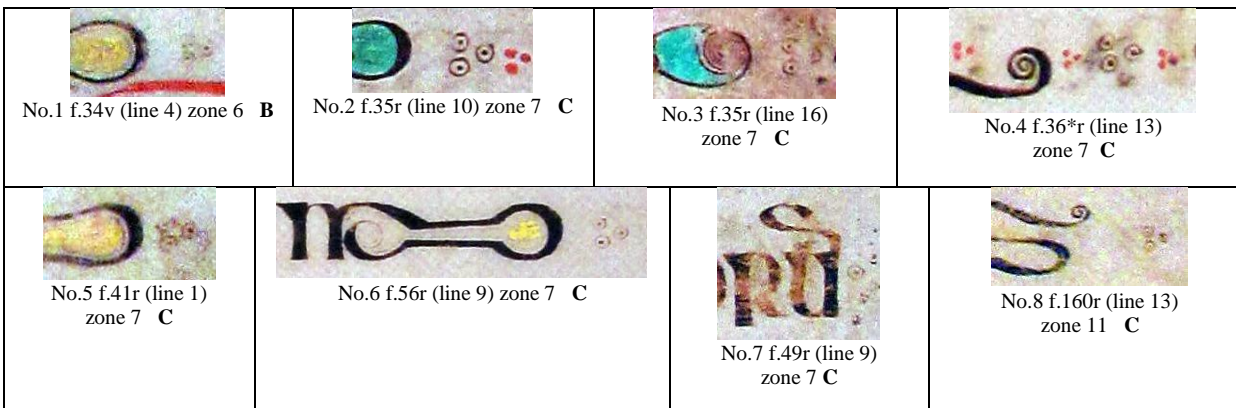 No.1 f.34v (line 4) zone 6 B
No.2 f.35r (line 10) zone 7 C
No.3 f.35r (line 16)
zone 7 C
No.4 f.36*r (line 13)
zone 7 C
No.5 f.41r (line 1)
zone 7 C
No.6 f.56r (line 9) zone 7 C
No.7 f.49r (line 9)
zone 7 C
No.8 f.160r (line 13)
zone 11 C